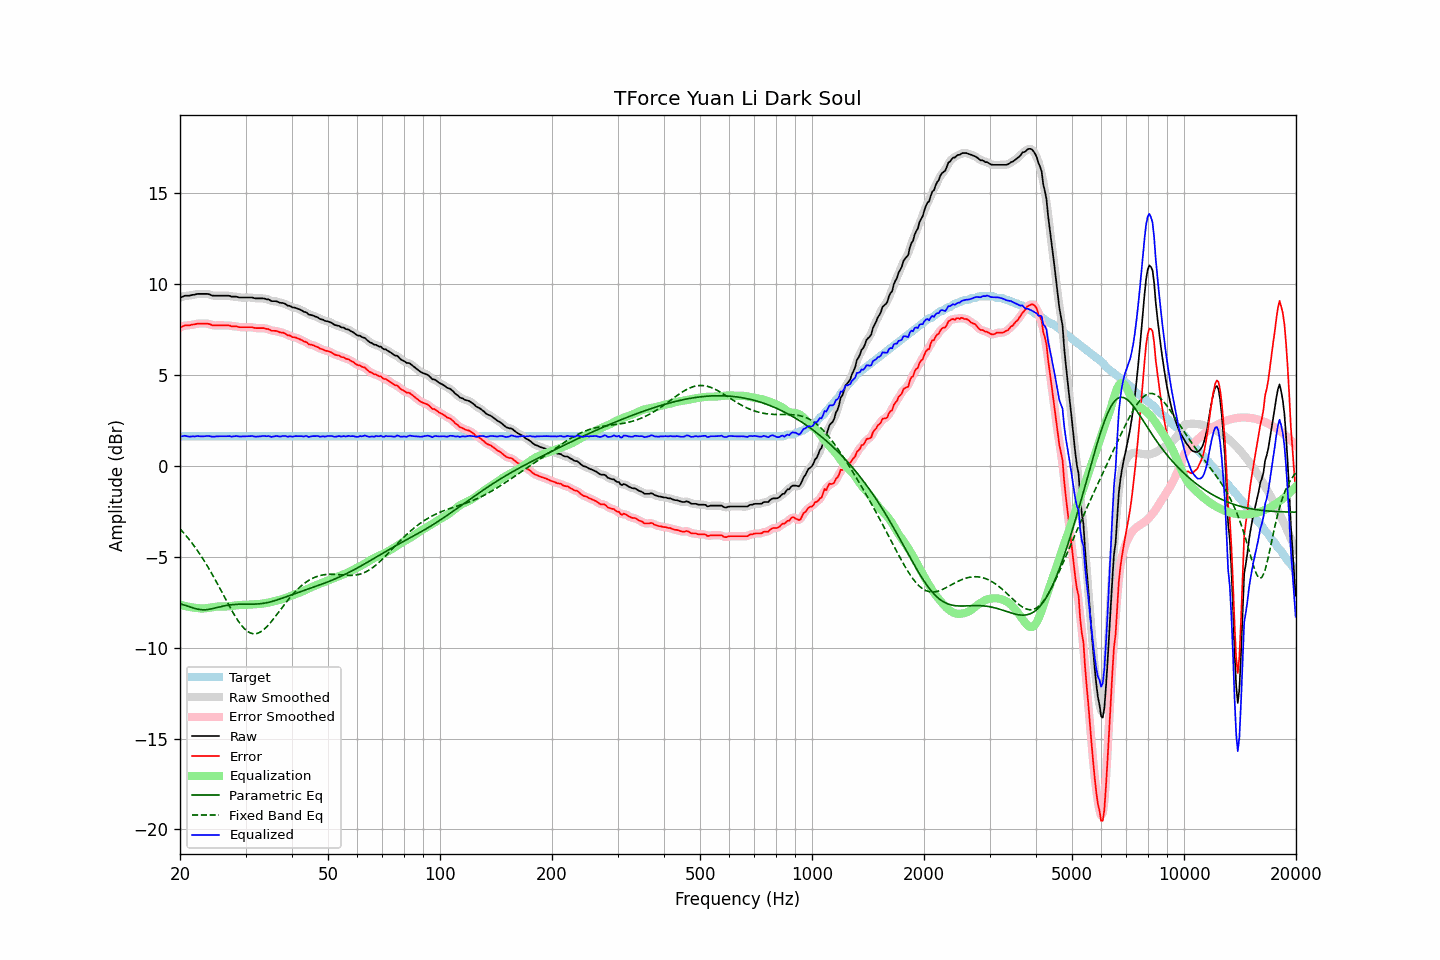 TForce Yuan Li Dark Soul
Amplitude (dBr)
15
10
5
0
−5
−10
−15
−20
Target
Raw Smoothed
Error Smoothed
Raw
Error
Equalization
Parametric Eq
Fixed Band Eq
Equalized
20 50 100 200 500 1000 2000 5000 10000 20000
Frequency (Hz)